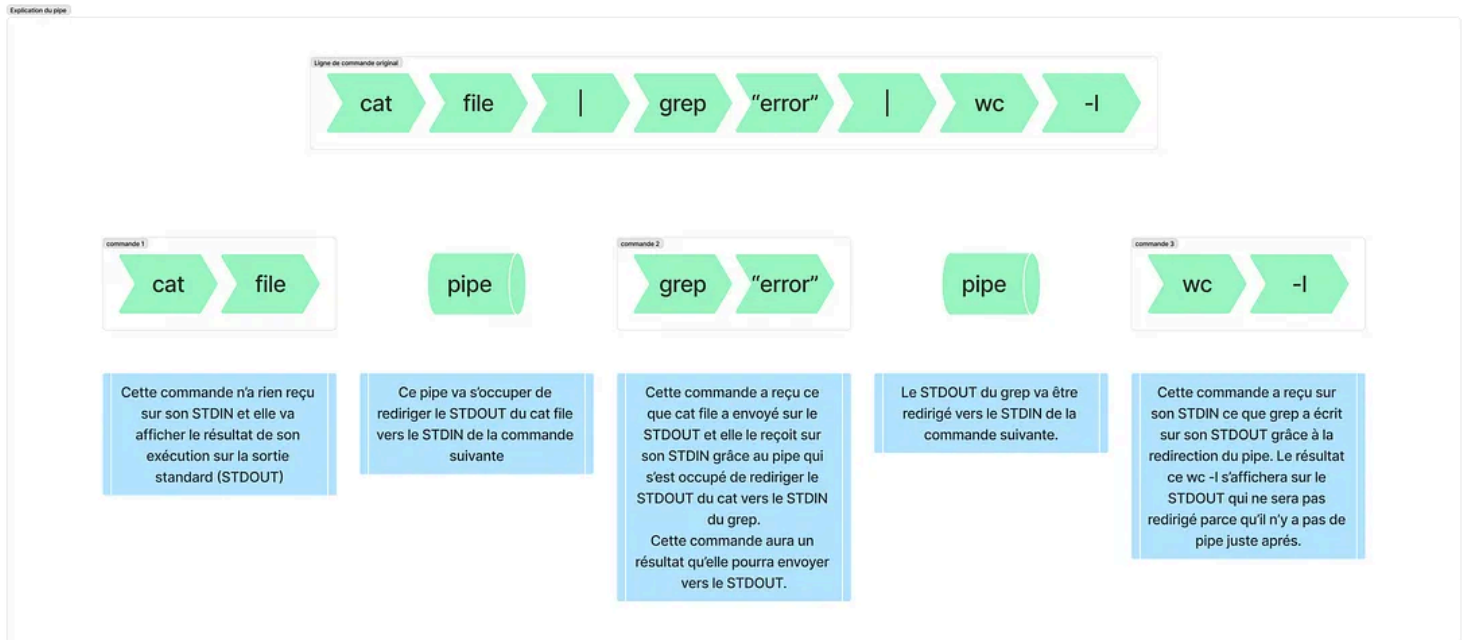 Explication du pipe
Ligne de commande original
cat file | grep “error” | wc -l
commande 1
cat file
pipe
commande 2
grep “error”
pipe
commande 3
wc -l
Cette commande n’a rien reçu
sur son STDIN et elle va
afficher le résultat de son
exécution sur la sortie
standard (STDOUT)
Ce pipe va s’occuper de
rediriger le STDOUT du cat file
vers le STDIN de la commande
suivante
Cette commande a reçu ce
que cat file a envoyé sur le
STDOUT et elle le reçoit sur
son STDIN grâce au pipe qui
s’est occupé de rediriger le
STDOUT du cat vers le STDIN
du grep.
Cette commande aura un
résultat qu’elle pourra envoyer
vers le STDOUT.
Le STDOUT du grep va être
redirigé vers le STDIN de la
commande suivante.
Cette commande a reçu sur
son STDIN ce que grep a écrit
sur son STDOUT grâce à la
redirection du pipe. Le résultat
ce wc -l s’affichera sur le
STDOUT qui ne sera pas
redirigé parce qu’il n’y a pas de
pipe juste aprés.